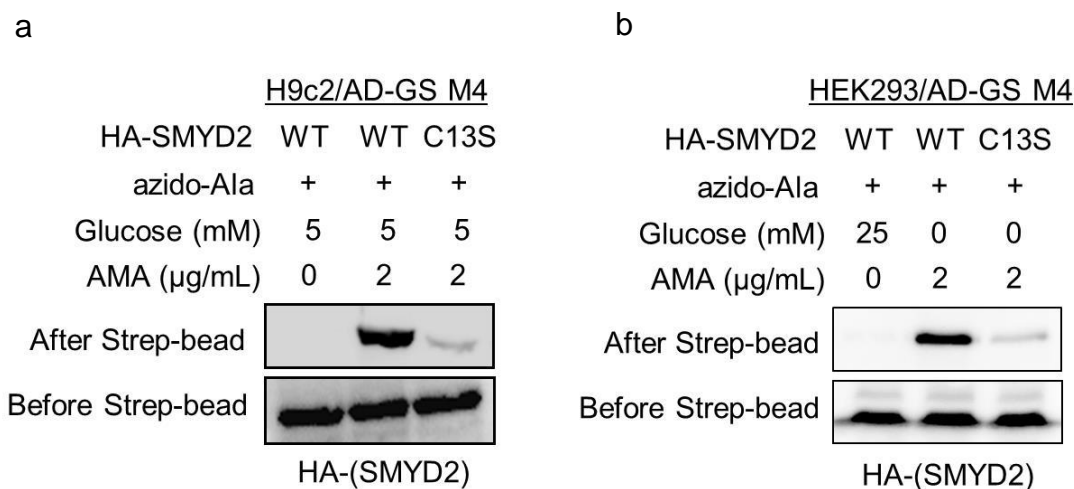 a
H9c2/AD-GS M4
HA-SMYD2 WT WT C13S
azido-Ala + + +
Glucose (mM) 5 5 5
AMA (µg/mL) 0 2 2
After Strep-bead
Before Strep-bead
HA-(SMYD2)
b
HEK293/AD-GS M4
HA-SMYD2 WT WT C13S
azido-Ala + + +
Glucose (mM) 25 0 0
AMA (µg/mL) 0 2 2
After Strep-bead
Before Strep-bead
HA-(SMYD2)